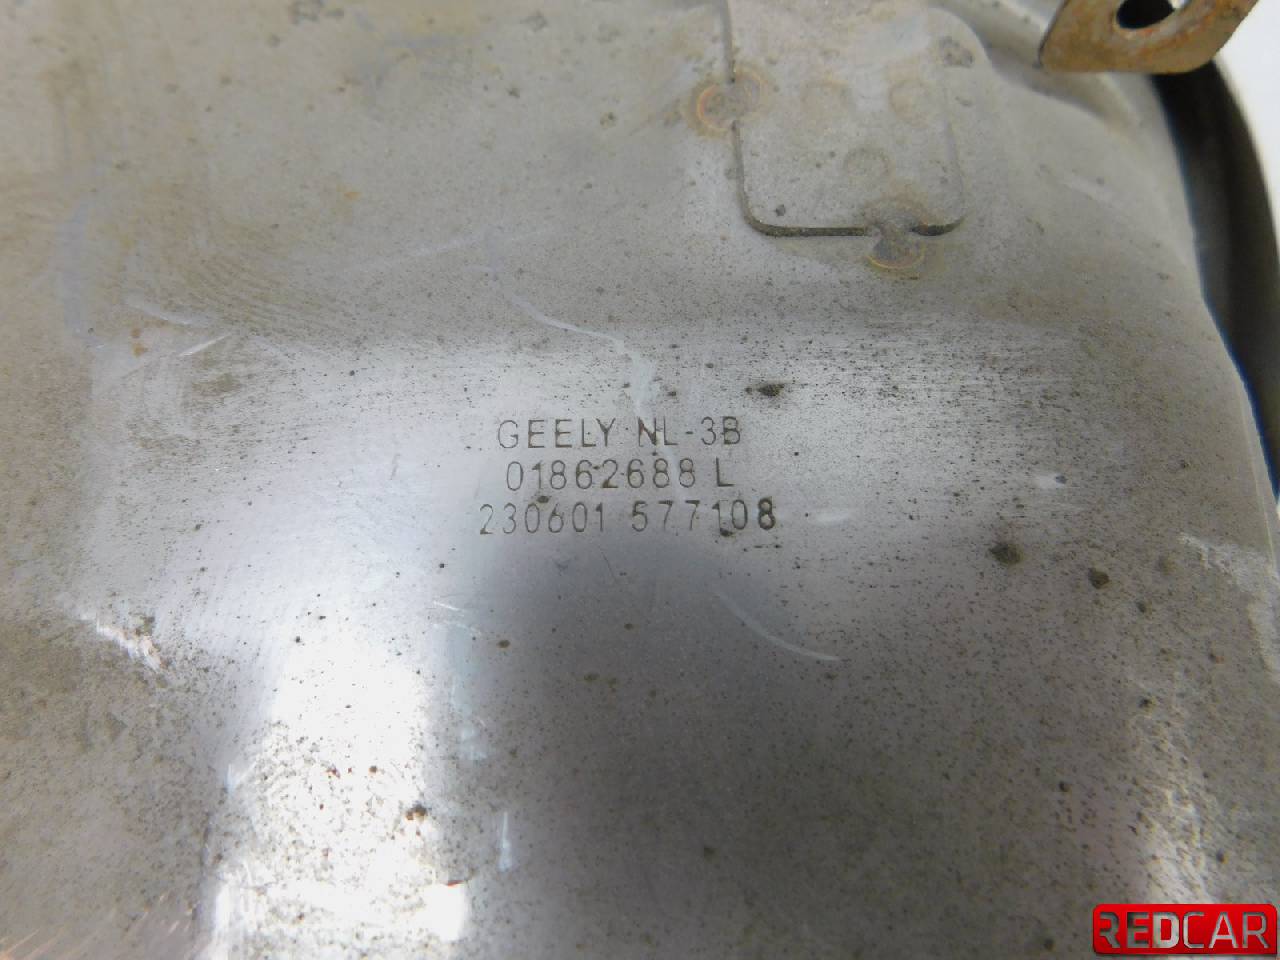 GEELY NL-3B
01862688 L
230601 577108
REDCAR